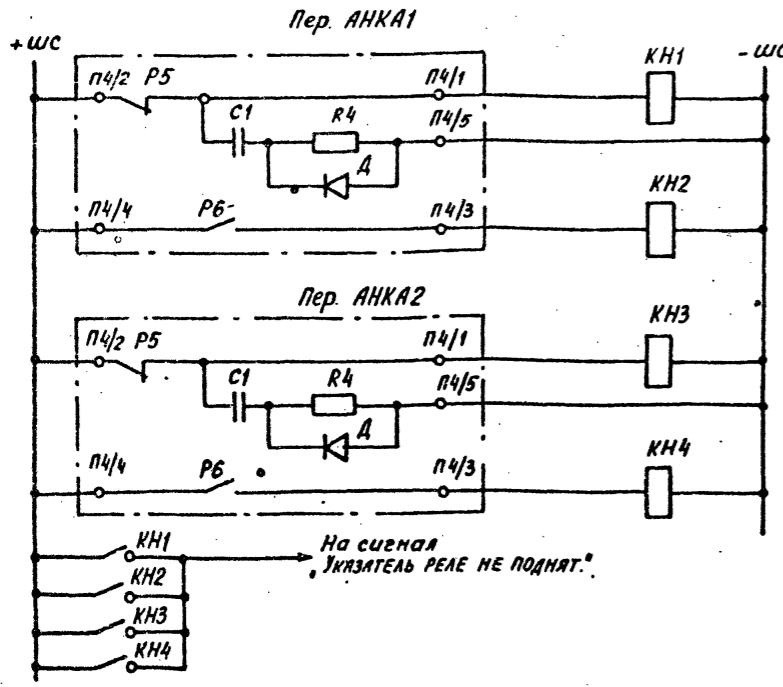 Пер. АНКА1
+ШС
- ШС
П4/2 Р5
П4/1
КН1
С1
R4
П4/5
Д
П4/4
Р6
П4/3
КН2
Пер. АНКА2
П4/2 Р5
П4/1
КН3
С1
R4
П4/5
Д
П4/4
Р6
П4/3
КН4
КН1
КН2
КН3
КН4
На сигнал
„УКАЗАТЕЛЬ РЕЛЕ НЕ ПОДНЯТ."